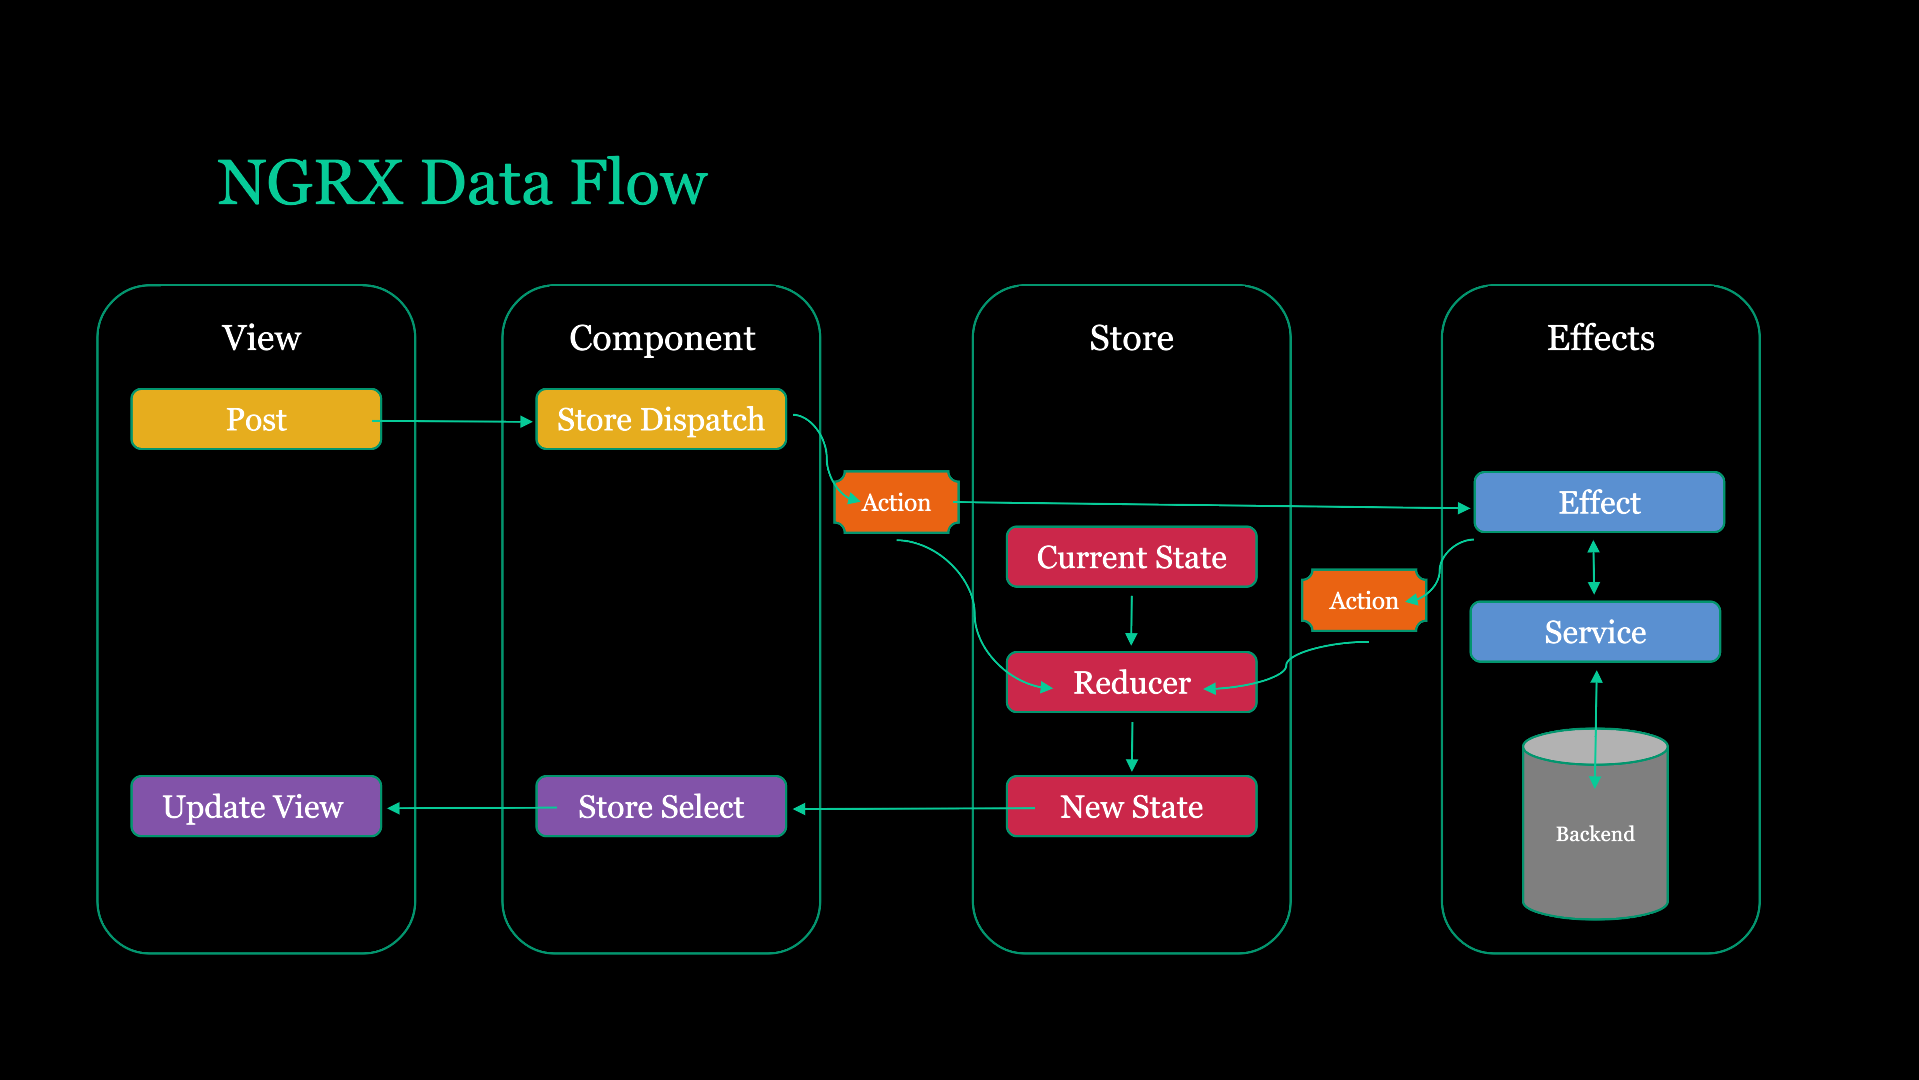 NGRX Data Flow
View
Component
Store
Effects
Post
Store Dispatch
Action
Effect
Current State
Action
Service
Reducer
Update View
Store Select
New State
Backend